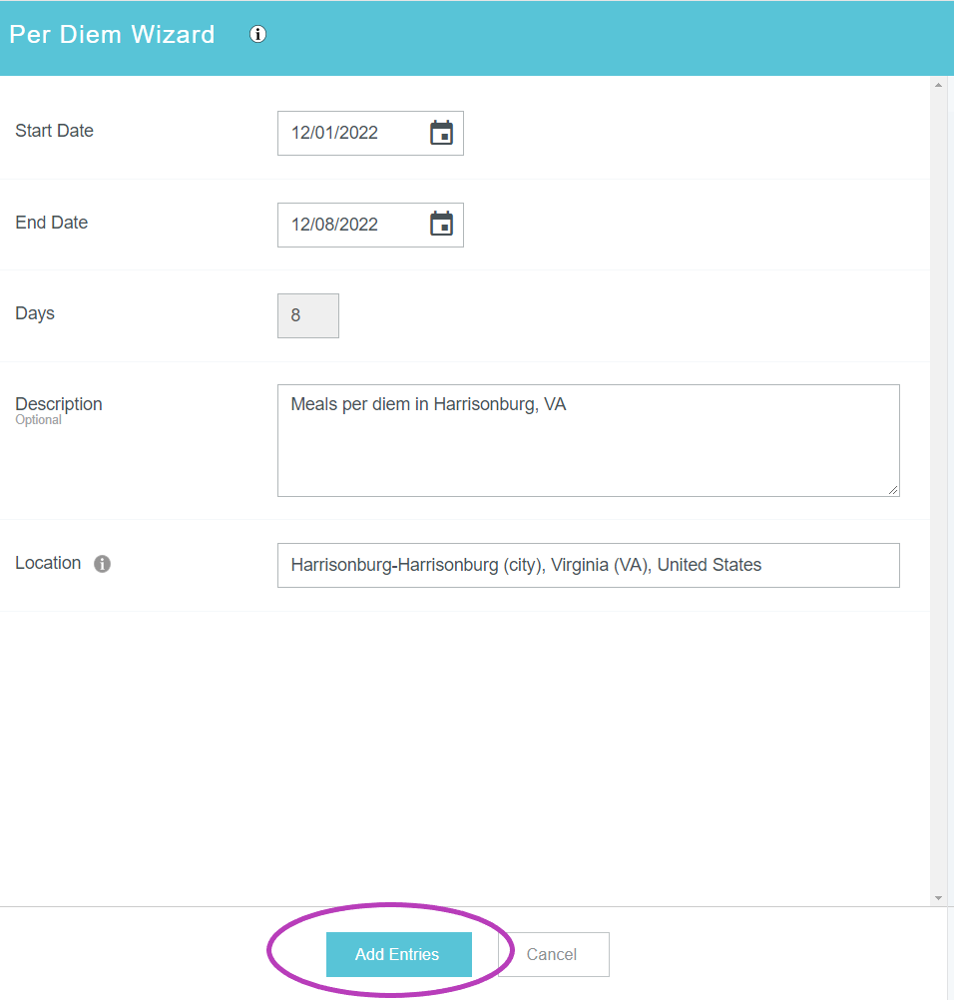 Per Diem Wizard
Start Date
12/01/2022
End Date
12/08/2022
Days
8
Description
Optional
Meals per diem in Harrisonburg, VA
Location
Harrisonburg-Harrisonburg (city), Virginia (VA), United States
Add Entries
Cancel